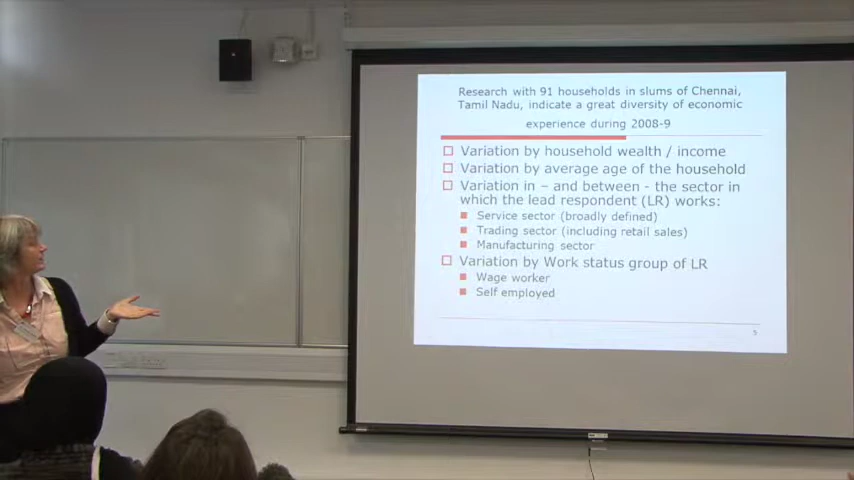 Research with 91 households in slums of Chennai,
Tamil Nadu, indicate a great diversity of economic
experience during 2008-9
Variation by household wealth / income
Variation by average age of the household
Variation in – and between - the sector in
which the lead respondent (LR) works:
Service sector (broadly defined)
Trading sector (including retail sales)
Manufacturing sector
Variation by Work status group of LR
Wage worker
Self employed
5